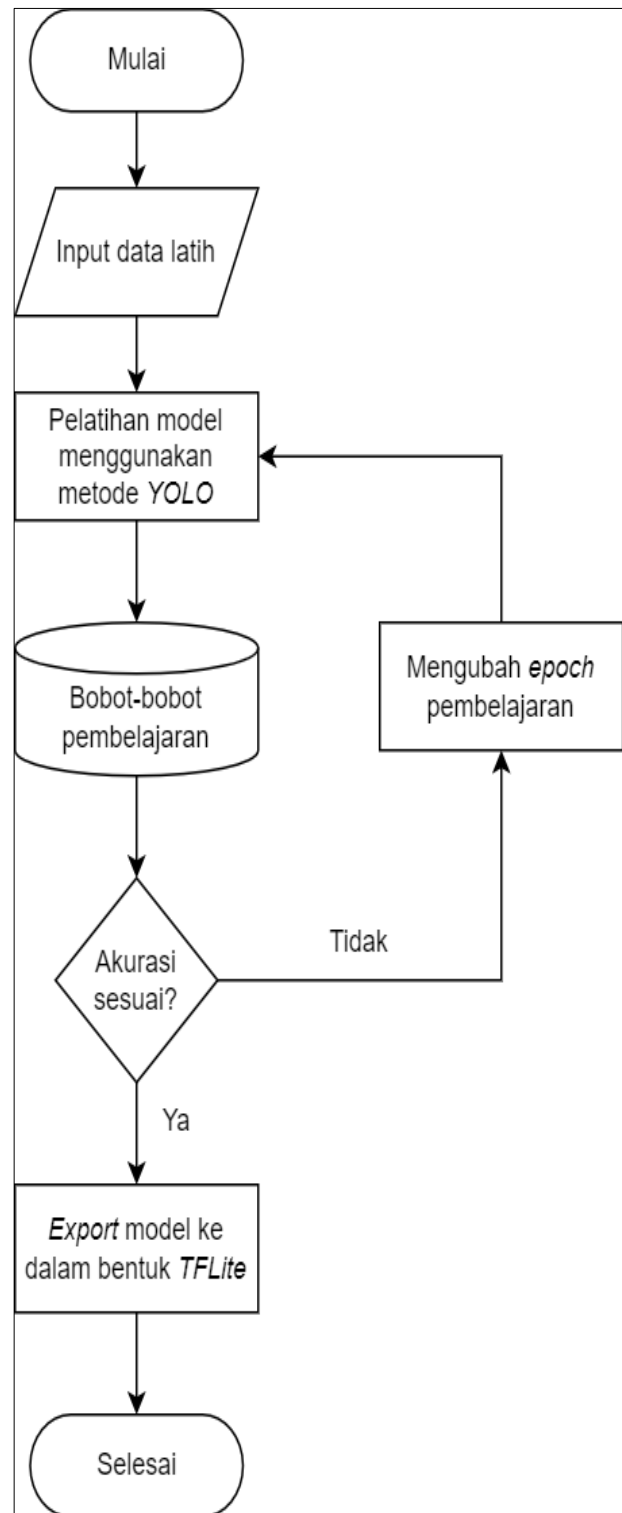 Mulai
Input data latih
Pelatihan model
menggunakan
metode YOLO
Bobot-bobot
pembelajaran
Mengubah epoch
pembelajaran
Akurasi
sesuai?
Tidak
Ya
Export model ke
dalam bentuk TFLite
Selesai